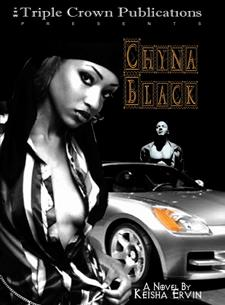 Triple Crown Publications
PRESENTS
Chyna
Black
A Novel By
Keisha Ervin